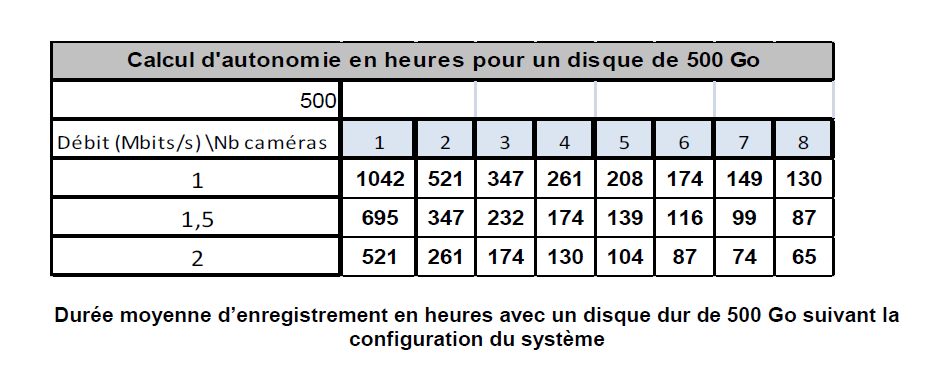 Calcul d'autonomie en heures pour un disque de 500 Go
500
Débit (Mbits/s) \Nb caméras 1 2 3 4 5 6 7 8
1 1042 521 347 261 208 174 149 130
1,5 695 347 232 174 139 116 99 87
2 521 261 174 130 104 87 74 65
Durée moyenne d’enregistrement en heures avec un disque dur de 500 Go suivant la
configuration du système